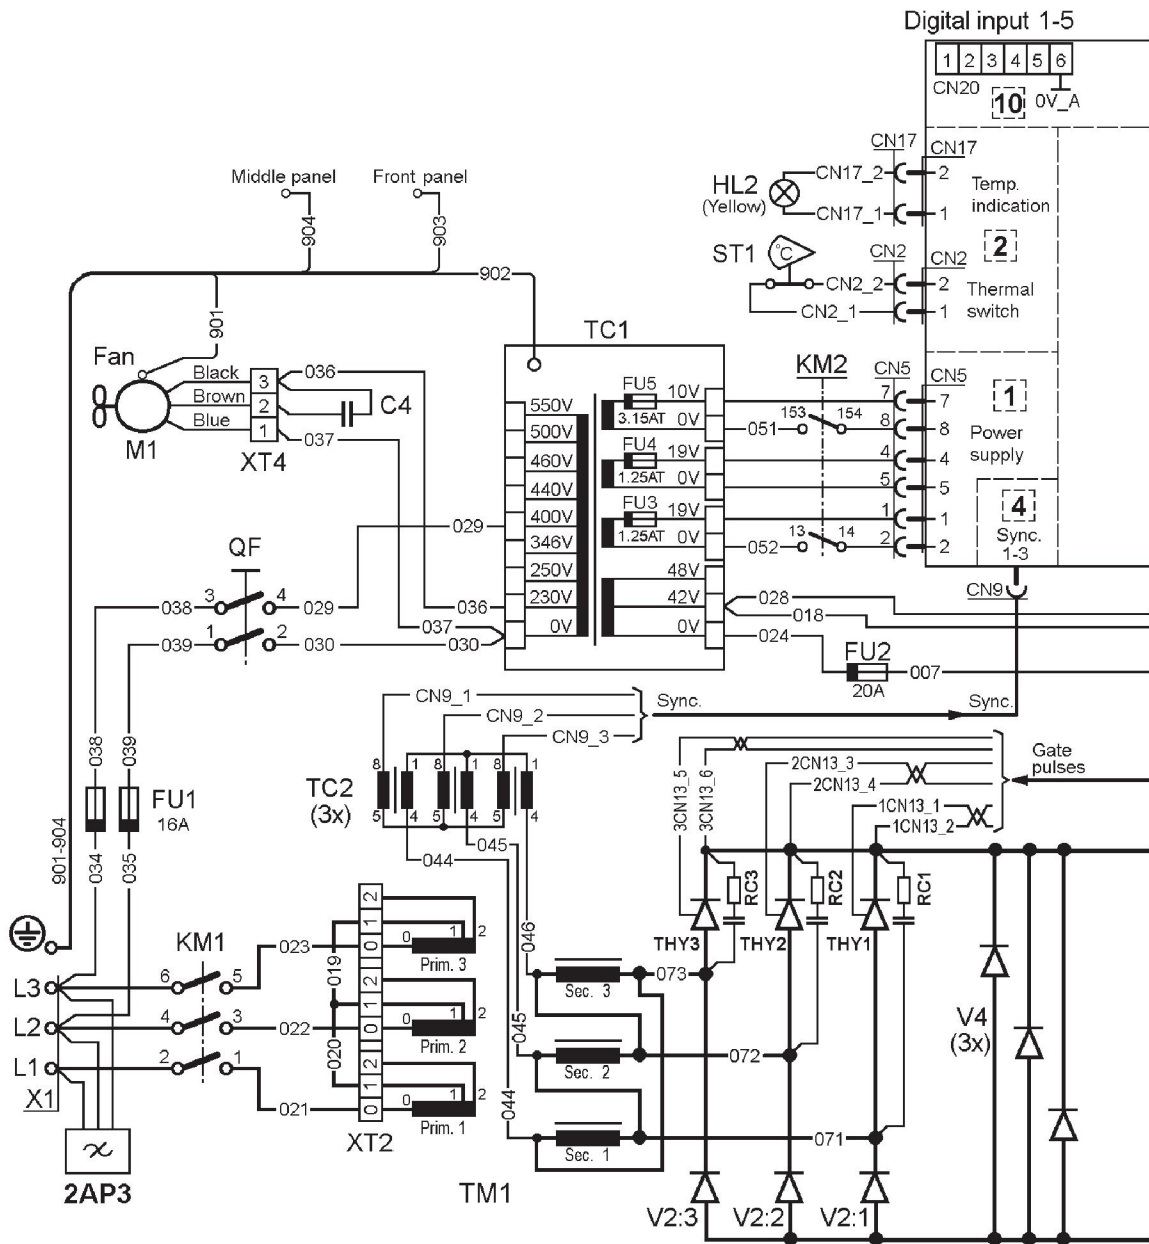 Digital input 1-5
1 2 3 4 5 6
CN20
10
0V_A
CN17
CN17
HL2
(Yellow)
CN17_2
2
CN17_1
1
Temp.
indication
2
ST1
°C
CN2
CN2
CN2_2
2
CN2_1
1
Thermal
switch
Middle panel
Front panel
904
903
902
901
Fan
M1
Black
Brown
Blue
3
2
1
XT4
036
C4
037
TC1
550V
500V
460V
440V
400V
346V
250V
230V
0V
FU5
3.15AT
10V
0V
FU4
1.25AT
19V
0V
FU3
1.25AT
19V
0V
48V
42V
0V
KM2
051
153
154
052
13
14
CN5
CN5
7
7
8
8
4
4
5
5
1
1
2
2
1
Power
supply
4
Sync.
1-3
CN9
029
QF
038
3
4
029
036
037
039
1
2
030
030
028
018
024
FU2
20A
007
CN9_1
CN9_2
CN9_3
Sync.
Sync.
TC2
(3x)
8 1 8 1 8 1
5 4 5 4 5 4
045
044
3CN13_5
3CN13_6
2CN13_3
2CN13_4
1CN13_1
1CN13_2
Gate
pulses
038
039
FU1
16A
034
035
901-904
RC3
RC2
RC1
THY3
THY2
THY1
KM1
L3
L2
L1
X1
6
5
4
3
2
1
023
022
021
019
020
2
1
0
2
1
0
2
1
0
XT2
0
1
2
Prim. 3
0
1
2
Prim. 2
0
1
2
Prim. 1
046
045
044
Sec. 3
Sec. 2
Sec. 1
073
072
071
V4
(3x)
2AP3
TM1
V2:3
V2:2
V2:1